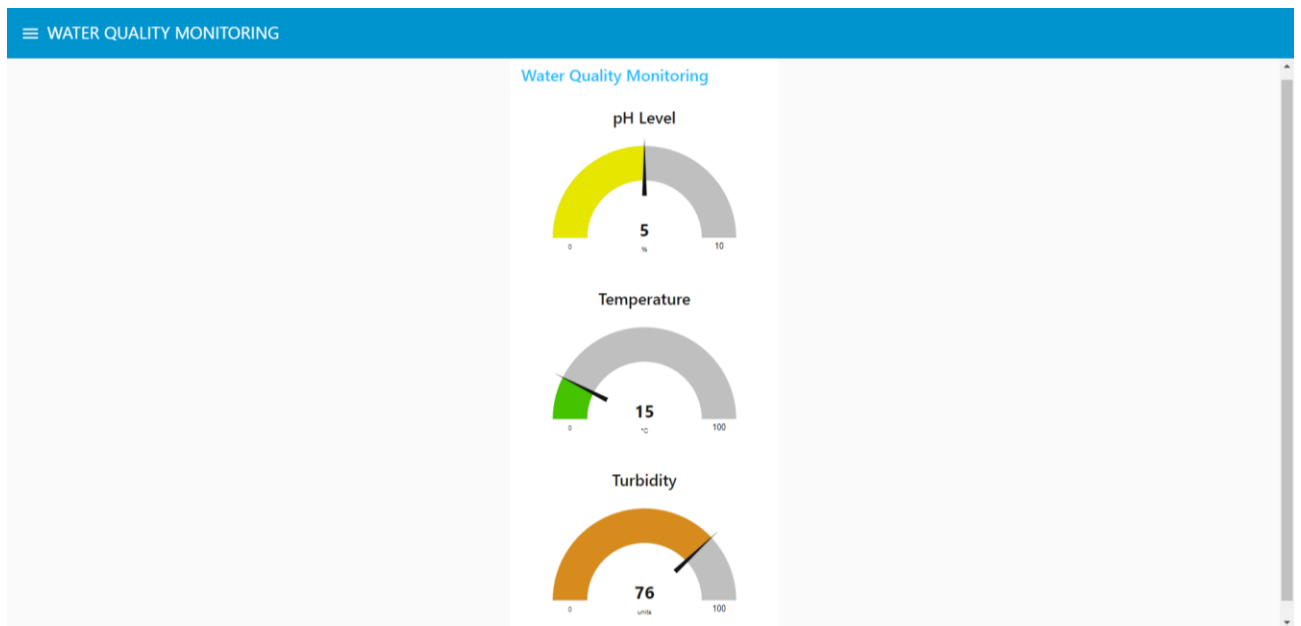 WATER QUALITY MONITORING
Water Quality Monitoring
pH Level
5
0 % 10
Temperature
15
0 °C 100
Turbidity
76
0 units 100